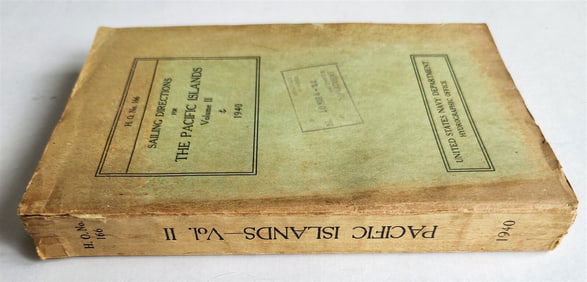 H. O. No. 166
SAILING DIRECTIONS
FOR
THE PACIFIC ISLANDS
Volume II
1940
UNITED STATES NAVY DEPARTMENT
HYDROGRAPHIC OFFICE
H. O. No.
166
PACIFIC ISLANDS—Vol. II
1940